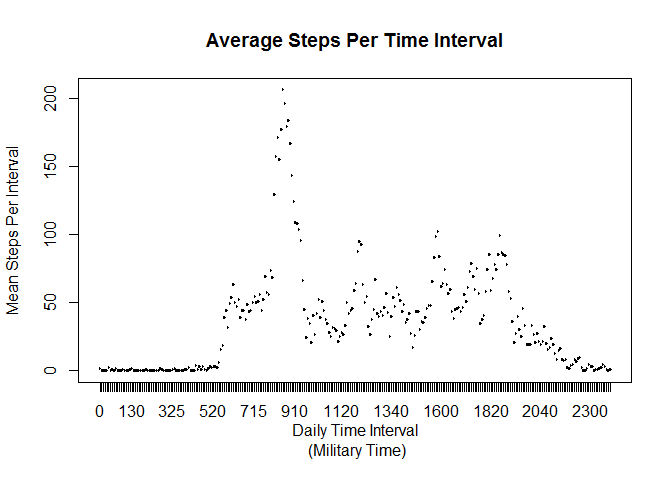 Average Steps Per Time Interval
Mean Steps Per Interval
200
150
100
50
0
0 130 325 520 715 910 1120 1340 1600 1820 2040 2300
Daily Time Interval
(Military Time)